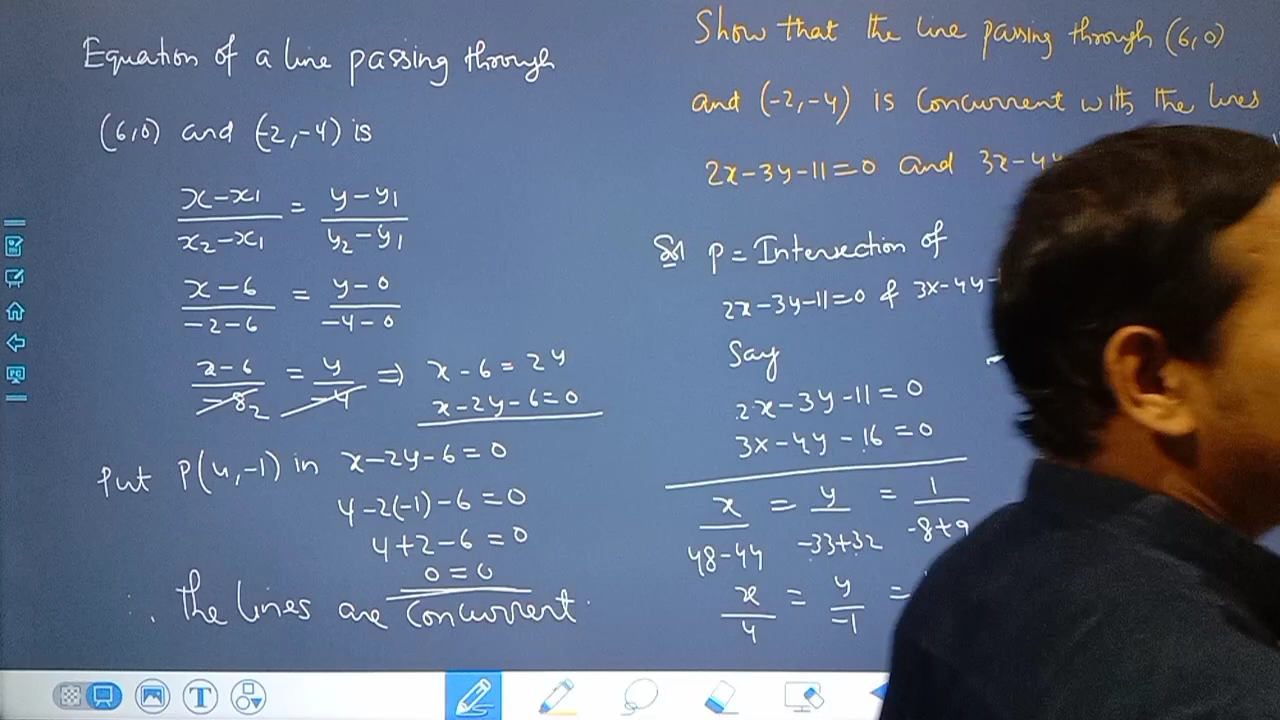 Show that the line passing through (6,0)
and (-2,-4) is concurrent with the lines
2x-3y-11=0 and 3x-4y
Sol P = Intersection of
2x-3y-11=0 & 3x-4y-
Say
2x-3y-11=0
3x-4y-16=0
x/48-44 = y/-33+32 = 1/-8+9
x/4 = y/-1 =
Equation of a line passing through
(6,0) and (-2,-4) is
x-x1/x2-x1 = y-y1/y2-y1
x-6/-2-6 = y-0/-4-0
x-6/-8 2 = y/-4 ⇒ x-6=2y
x-2y-6=0
Put P(4,-1) in x-2y-6=0
4-2(-1)-6=0
4+2-6=0
0=0
∴ the lines are concurrent.
T
PC